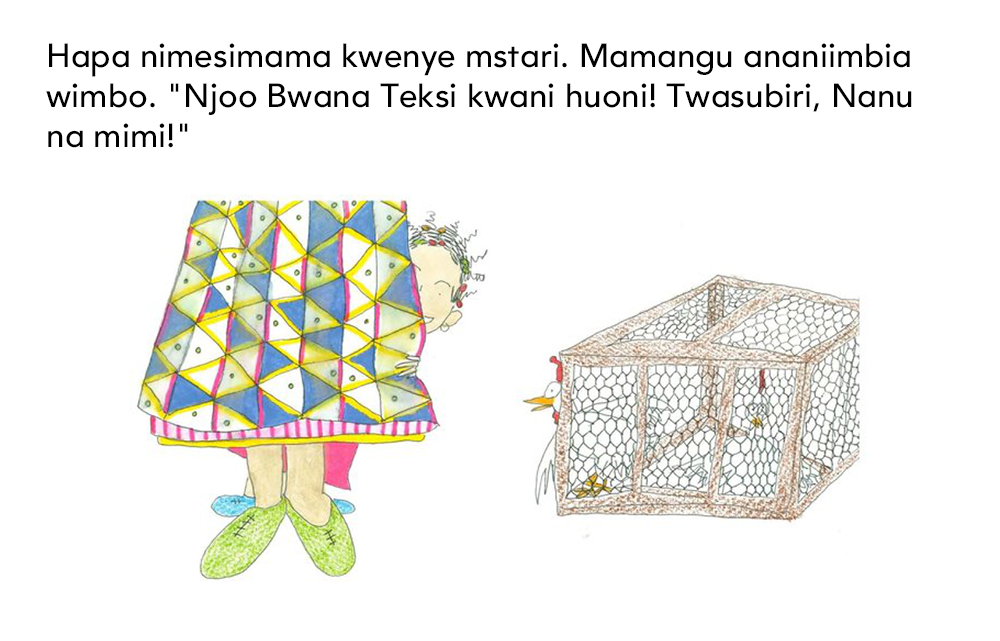 Hapa nimesimama kwenye mstari. Mamangu ananiimbia
wimbo. "Njoo Bwana Teksi kwani huoni! Twasubiri, Nanu
na mimi!"